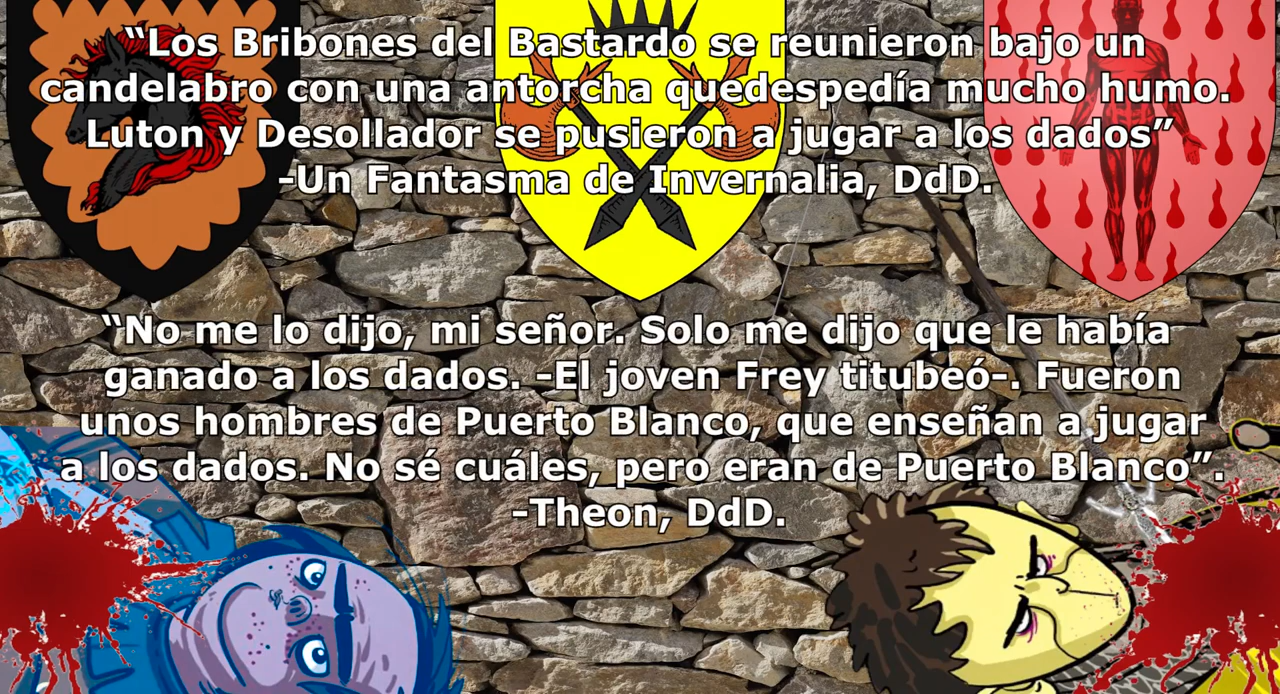 “Los Bribones del Bastardo se reunieron bajo un
candelabro con una antorcha quedespedía mucho humo.
Luton y Desollador se pusieron a jugar a los dados”
-Un Fantasma de Invernalia, DdD.
“No me lo dijo, mi señor. Solo me dijo que le había
ganado a los dados. -El joven Frey titubeó-. Fueron
unos hombres de Puerto Blanco, que enseñan a jugar
a los dados. No sé cuáles, pero eran de Puerto Blanco”.
-Theon, DdD.